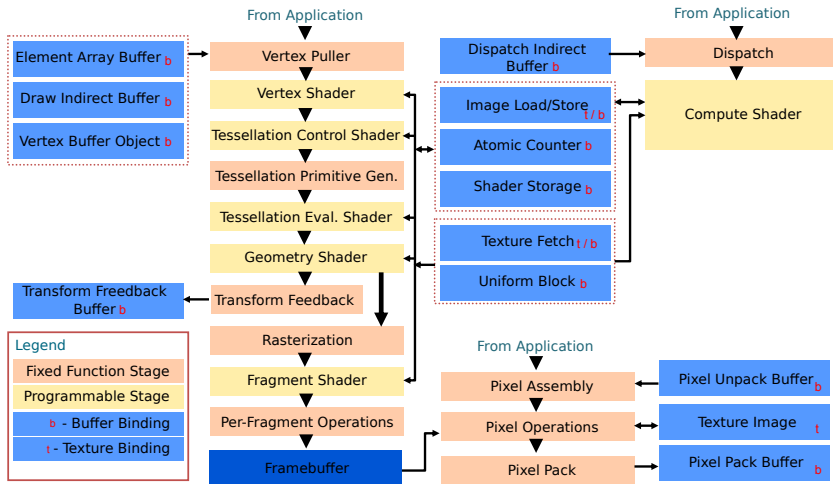 From Application
Element Array Buffer b
Draw Indirect Buffer b
Vertex Buffer Object b
Vertex Puller
Vertex Shader
Tessellation Control Shader
Tessellation Primitive Gen.
Tessellation Eval. Shader
Geometry Shader
Transform Feedback
Transform Freedback
Buffer b
Rasterization
Fragment Shader
Per-Fragment Operations
Framebuffer
Legend
Fixed Function Stage
Programmable Stage
b - Buffer Binding
t - Texture Binding
From Application
Dispatch Indirect
Buffer b
Dispatch
Compute Shader
Image Load/Store
t / b
Atomic Counter b
Shader Storage b
Texture Fetch t / b
Uniform Block b
From Application
Pixel Assembly
Pixel Operations
Pixel Pack
Pixel Unpack Buffer b
Texture Image t
Pixel Pack Buffer b